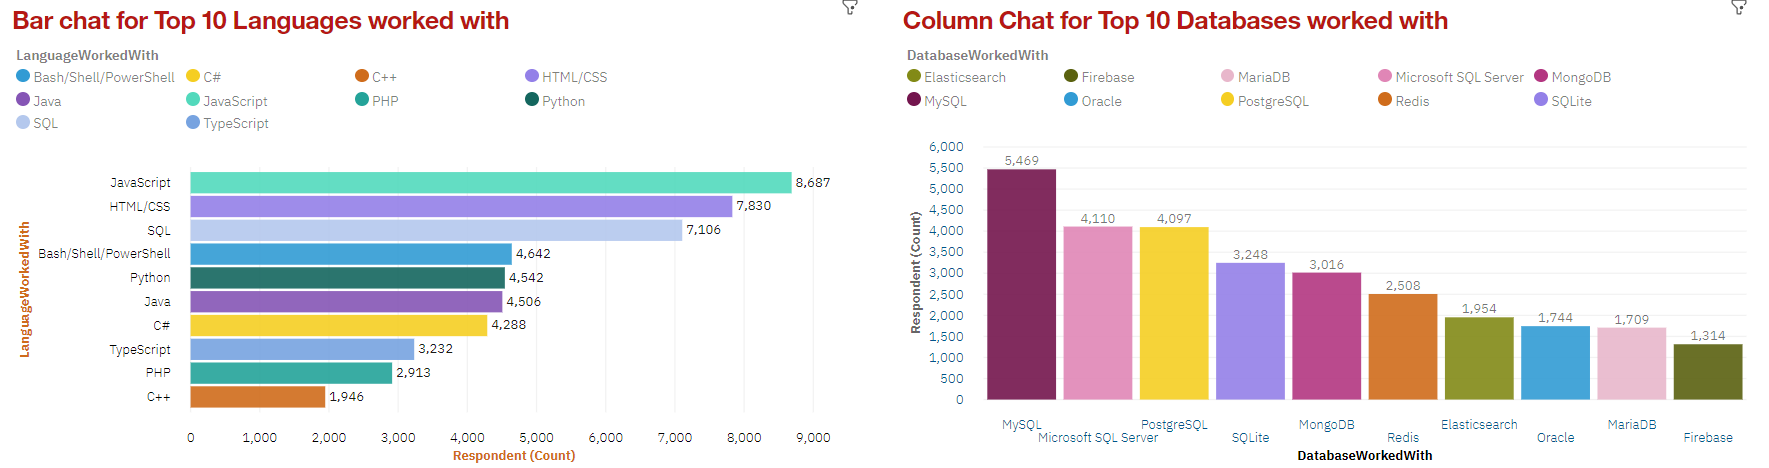 Bar chat for Top 10 Languages worked with
LanguageWorkedWith
Bash/Shell/PowerShell C# C++ HTML/CSS
Java JavaScript PHP Python
SQL TypeScript
LanguageWorkedWith
JavaScript 8,687
HTML/CSS 7,830
SQL 7,106
Bash/Shell/PowerShell 4,642
Python 4,542
Java 4,506
C# 4,288
TypeScript 3,232
PHP 2,913
C++ 1,946
0 1,000 2,000 3,000 4,000 5,000 6,000 7,000 8,000 9,000
Respondent (Count)
Column Chat for Top 10 Databases worked with
DatabaseWorkedWith
Elasticsearch Firebase MariaDB Microsoft SQL Server MongoDB
MySQL Oracle PostgreSQL Redis SQLite
Respondent (Count)
6,000
5,500
5,000
4,500
4,000
3,500
3,000
2,500
2,000
1,500
1,000
500
0
5,469 4,110 4,097 3,248 3,016 2,508 1,954 1,744 1,709 1,314
MySQL Microsoft SQL Server PostgreSQL SQLite MongoDB Redis Elasticsearch Oracle MariaDB Firebase
DatabaseWorkedWith